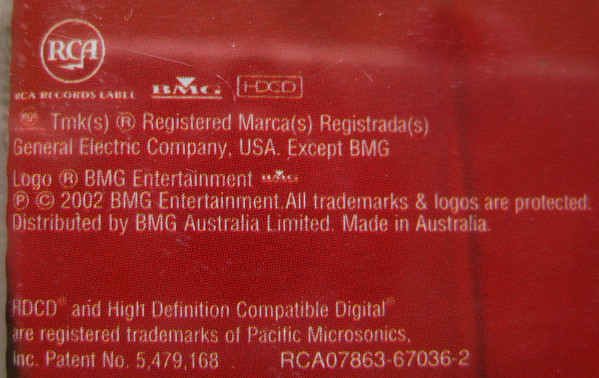 RCA
RCA RECORDS LABEL BMG HDCD
Tmk(s) ® Registered Marca(s) Registrada(s)
General Electric Company, USA. Except BMG
Logo ® BMG Entertainment BMG
℗ © 2002 BMG Entertainment.All trademarks & logos are protected.
Distributed by BMG Australia Limited. Made in Australia.
HDCD® and High Definition Compatible Digital®
are registered trademarks of Pacific Microsonics,
Inc. Patent No. 5,479,168 RCA07863-67036-2